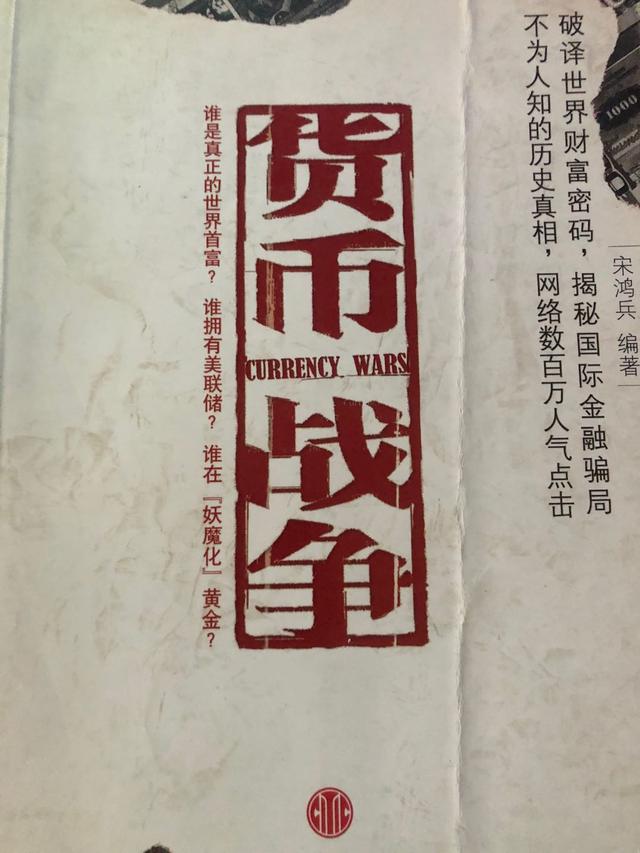 破译世界财富密码，揭秘国际金融骗局
不为人知的历史真相，网络数百万人气点击
宋鸿兵 编著
货币
CURRENCY WARS
战争
谁是真正的世界首富？ 谁拥有美联储？ 谁在『妖魔化』黄金？
1000
CITIC